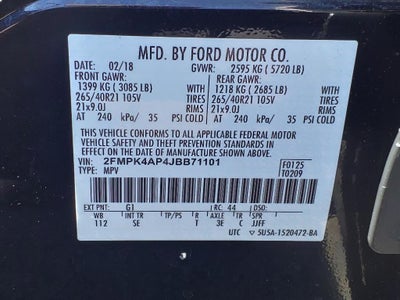 MFD. BY FORD MOTOR CO.
DATE: 02/18 GVWR: 2595 KG ( 5720 LB)
FRONT GAWR: REAR GAWR:
1399 KG ( 3085 LB) WITH 1218 KG ( 2685 LB) WITH
265/40R21 105V TIRES 265/40R21 105V TIRES
21x9.0J RIMS 21x9.0J RIMS
AT 240 kPa/ 35 PSI COLD AT 240 kPa/ 35 PSI COLD
THIS VEHICLE CONFORMS TO ALL APPLICABLE FEDERAL MOTOR
VEHICLE SAFETY AND THEFT PREVENTION STANDARDS IN
EFFECT ON THE DATE OF MANUFACTURE SHOWN ABOVE.
VIN: 2FMPK4AP4JBB71101 F0125
TYPE: MPV T0209
EXT PNT: G1 RC: 44 DSO:
WB INT TR TP/PS R AXLE TR SPR
112 SE T 3E C JJFF
UTC 5U5A-1520472-BA